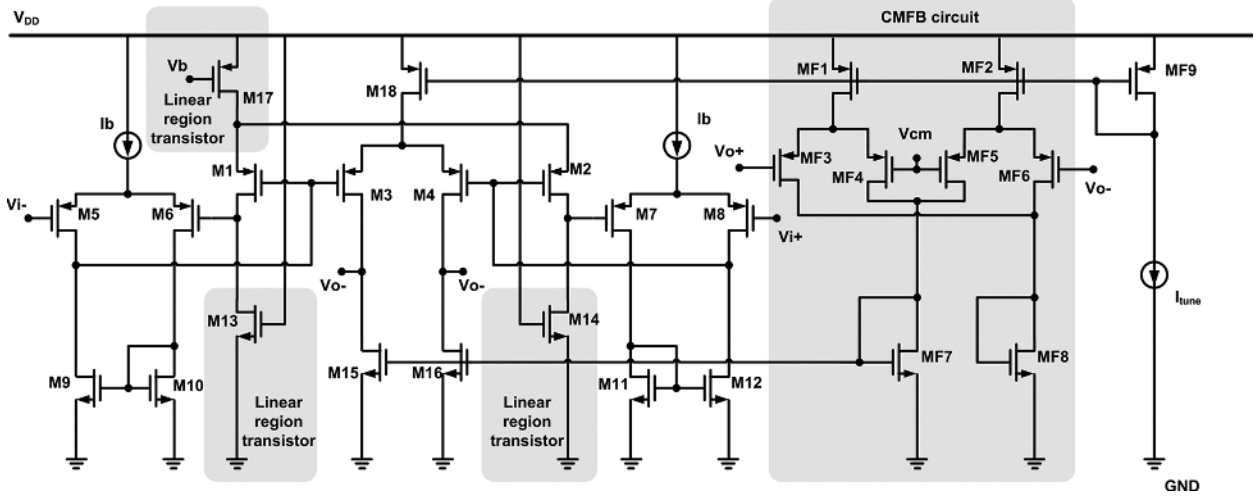 V_DD
CMFB circuit
Vb
M17
Linear
region
transistor
M18
MF1
MF2
MF9
Ib
Ib
Vcm
M1
M2
Vo+
MF3
MF4
MF5
MF6
Vo-
Vi-
M5
M6
M3
M4
M7
M8
Vi+
Vo-
Vo-
I_tune
M13
M14
M9
M10
M15
M16
M11
M12
MF7
MF8
Linear
region
transistor
Linear
region
transistor
GND